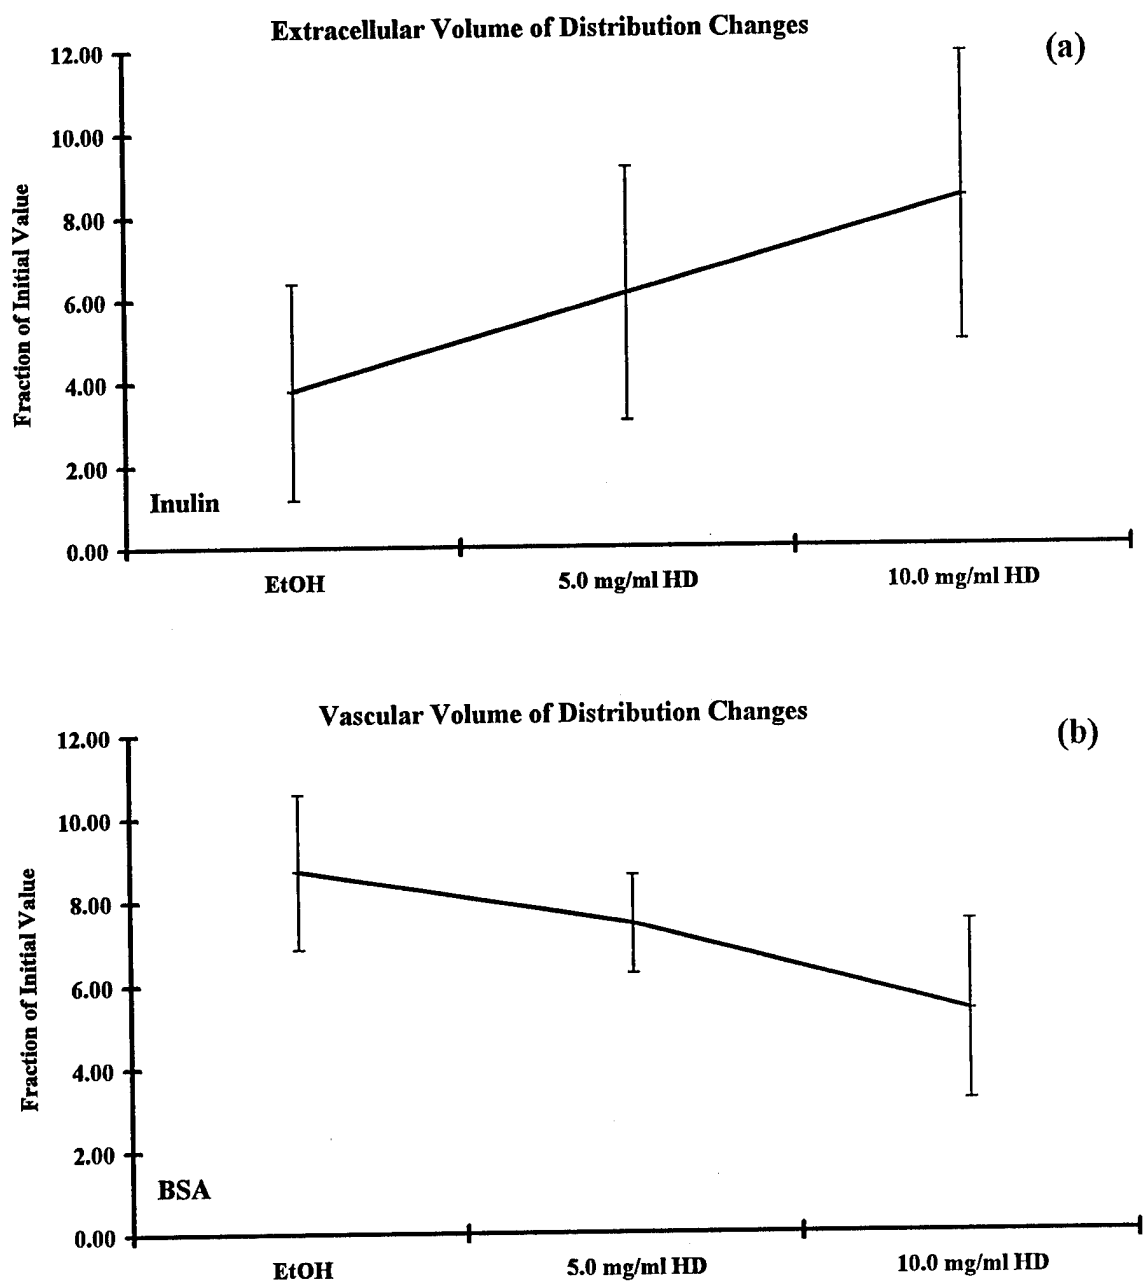 Extracellular Volume of Distribution Changes
(a)
12.00
10.00
8.00
6.00
4.00
2.00
0.00
Fraction of Initial Value
Inulin
EtOH
5.0 mg/ml HD
10.0 mg/ml HD
Vascular Volume of Distribution Changes
(b)
12.00
10.00
8.00
6.00
4.00
2.00
0.00
Fraction of Initial Value
BSA
EtOH
5.0 mg/ml HD
10.0 mg/ml HD